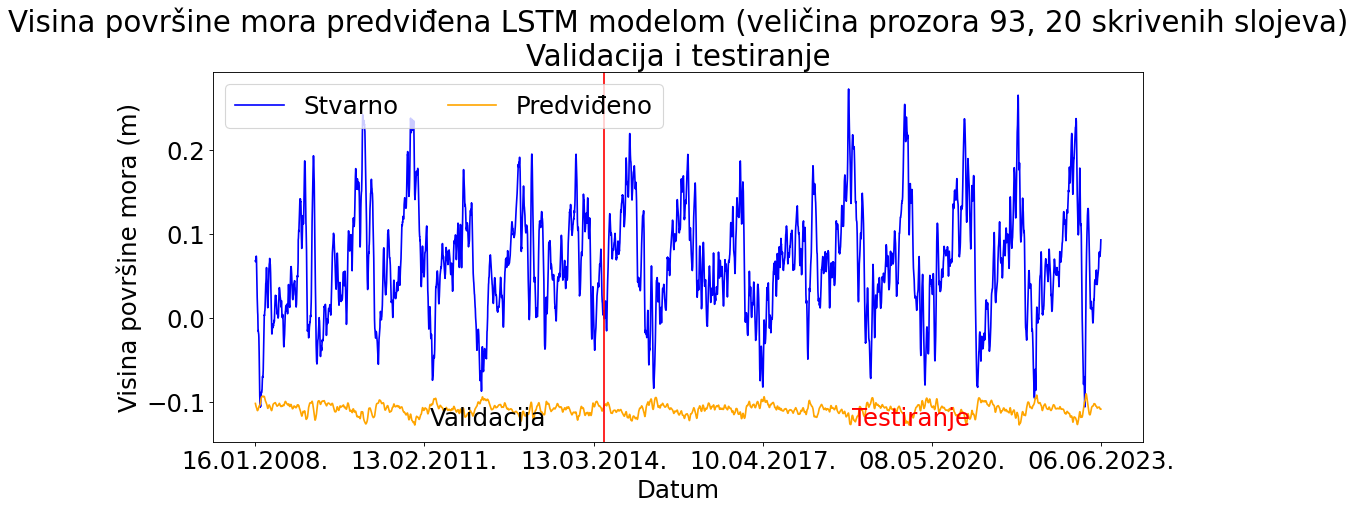 Visina površine mora predviđena LSTM modelom (veličina prozora 93, 20 skrivenih slojeva)
Validacija i testiranje
Stvarno
Predviđeno
Visina površine mora (m)
0.2
0.1
0.0
−0.1
Validacija
Testiranje
16.01.2008.
13.02.2011.
13.03.2014.
10.04.2017.
08.05.2020.
06.06.2023.
Datum